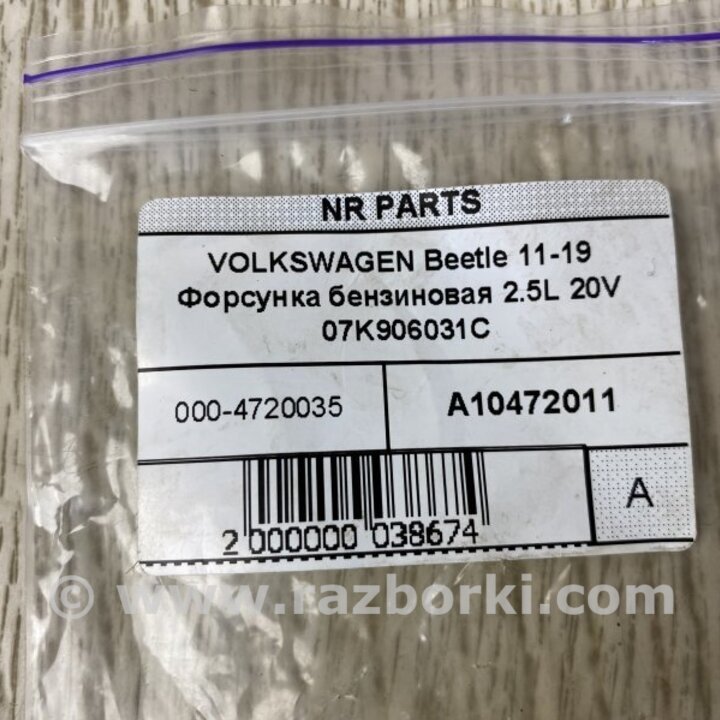 NR PARTS
VOLKSWAGEN Beetle 11-19
Форсунка бензиновая 2.5L 20V
07K906031C
000-4720035
A10472011
2 000000 038674
A
© www.razborki.com